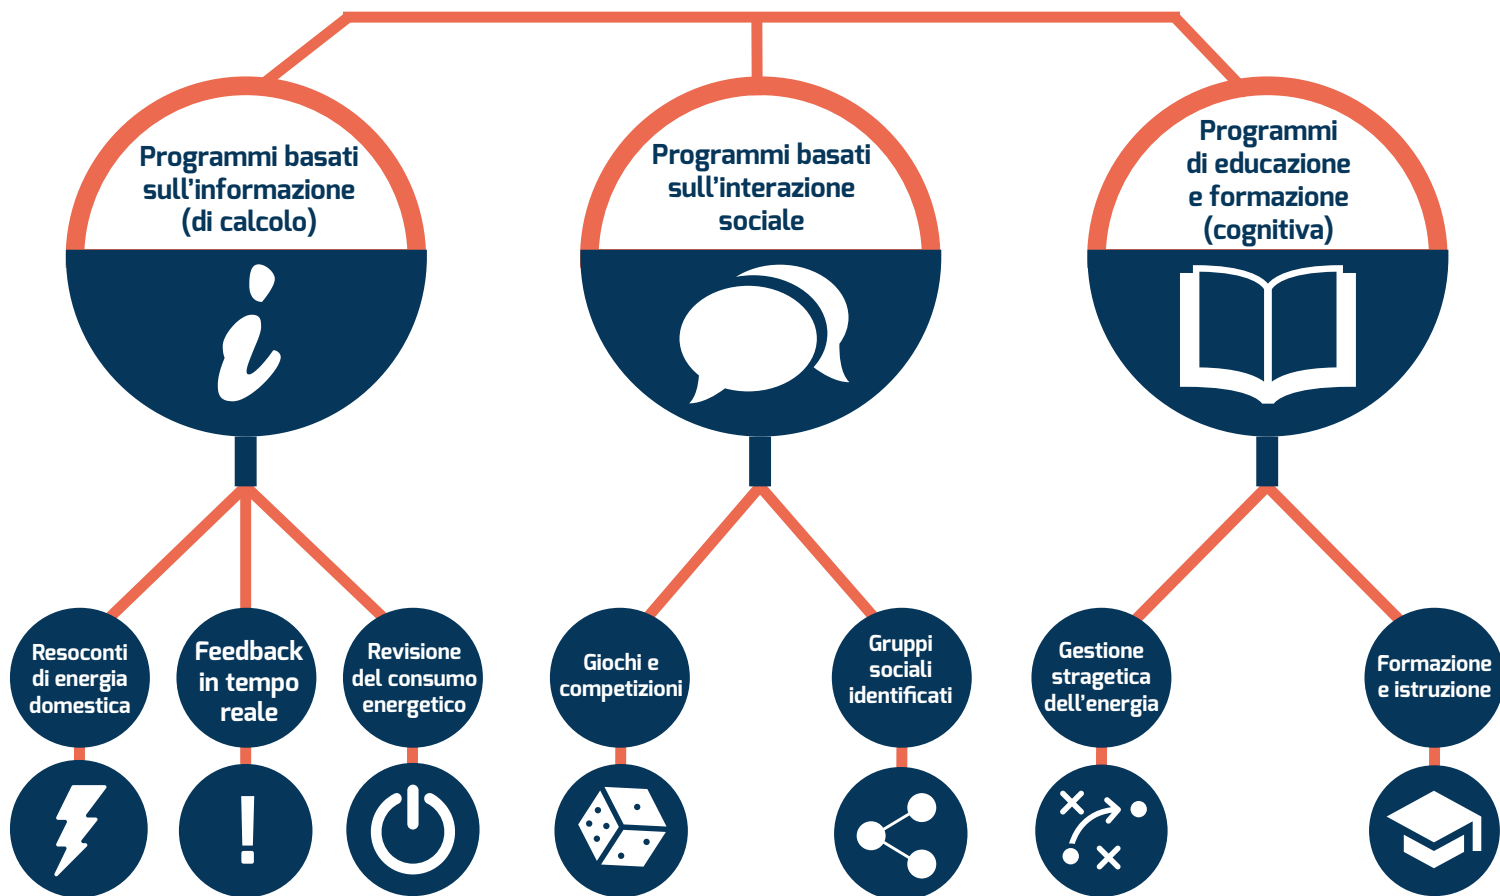 Programmi basati
sull'informazione
(di calcolo)
Programmi basati
sull'interazione
sociale
Programmi
di educazione
e formazione
(cognitiva)
Resoconti
di energia
domestica
Feedback
in tempo
reale
Revisione
del consumo
energetico
Giochi e
competizioni
Gruppi
sociali
identificati
Gestione
stragetica
dell'energia
Formazione
e istruzione